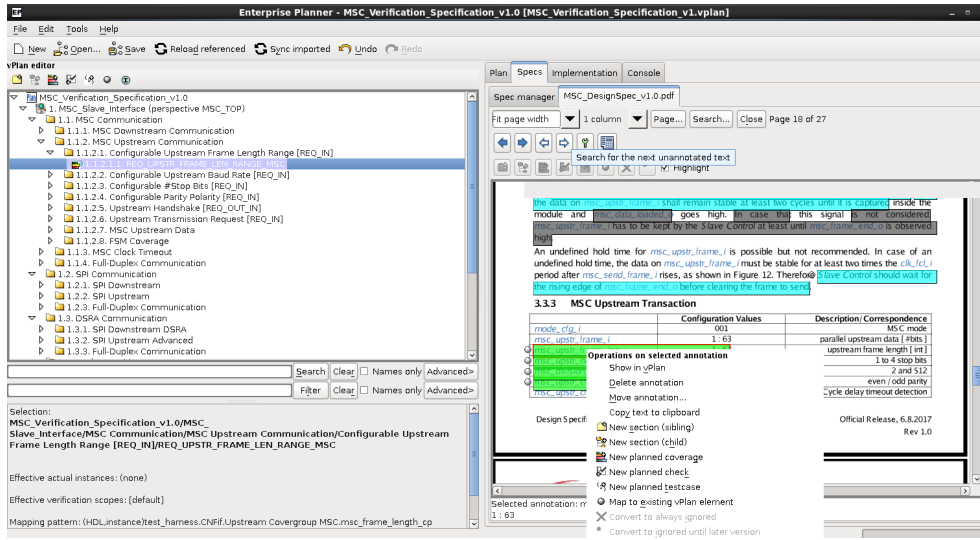 Enterprise Planner - MSC_Verification_Specification_v1.0 [MSC_Verification_Specification_v1.vplan]
File Edit Tools Help
New Open... Save Reload referenced Sync imported Undo Redo
vPlan editor
MSC_Verification_Specification_v1.0
1. MSC_Slave_Interface (perspective MSC_TOP)
1.1. MSC Communication
1.1.1. MSC Downstream Communication
1.1.2. MSC Upstream Communication
1.1.2.1. Configurable Upstream Frame Length Range [REQ_IN]
1.1.2.1.1. REQ_UPSTR_FRAME_LEN_RANGE_MSC
1.1.2.2. Configurable Upstream Baud Rate [REQ_IN]
1.1.2.3. Configurable #Stop Bits [REQ_IN]
1.1.2.4. Configurable Parity Polarity [REQ_IN]
1.1.2.5. Upstream Handshake [REQ_OUT_IN]
1.1.2.6. Upstream Transmission Request [REQ_IN]
1.1.2.7. MSC Upstream Data
1.1.2.8. FSM Coverage
1.1.3. MSC Clock Timeout
1.1.4. Full-Duplex Communication
1.2. SPI Communication
1.2.1. SPI Downstream
1.2.2. SPI Upstream
1.2.3. Full-Duplex Communication
1.3. DSRA Communication
1.3.1. SPI Downstream DSRA
1.3.2. SPI Upstream Advanced
1.3.3. Full-Duplex Communication
Search Clear Names only Advanced>
Filter Clear Names only Advanced>
Selection:
MSC_Verification_Specification_v1.0/MSC_
Slave_Interface/MSC Communication/MSC Upstream Communication/Configurable Upstream
Frame Length Range [REQ_IN]/REQ_UPSTR_FRAME_LEN_RANGE_MSC
Effective actual instances: (none)
Effective verification scopes: [default]
Mapping pattern: (HDL,instance)test_harness.CNFif.Upstream Covergroup MSC.msc_frame_length_cp
Plan Specs Implementation Console
Spec manager MSC_DesignSpec_v1.0.pdf
Fit page width 1 column Page... Search... Close Page 18 of 27
Search for the next unannotated text
Highlight
the data on msc_upstr_frame_i shall remain stable at least two cycles until it is captured inside the
module and msc_data_loaded_o goes high. In case that this signal is not considered,
msc_upstr_frame_i has to be kept by the Slave Control at least until msc_frame_end_o is observed
high.
An undefined hold time for msc_upstr_frame_i is possible but not recommended. In case of an
undefined hold time, the data on msc_upstr_frame_i must be stable for at least two times the clk_fcl_i
period after msc_send_frame_i rises, as shown in Figure 12. Therefore Slave Control should wait for
the rising edge of msc_frame_end_o before clearing the frame to send.
3.3.3 MSC Upstream Transaction
Configuration Values Description/Correspondence
mode_cfg_i 001 MSC mode
msc_upstr_frame_i 1 : 63 parallel upstream data [ #bits ]
upstream frame length [ int ]
1 to 4 stop bits
2 and 512
even / odd parity
Cycle delay timeout detection
Operations on selected annotation
Show in vPlan
Delete annotation
Move annotation...
Copy text to clipboard
New section (sibling)
New section (child)
New planned coverage
New planned check
New planned testcase
Map to existing vPlan element
Convert to always ignored
Convert to ignored until later version
Design Specif
Official Release, 6.8.2017
Rev 1.0
Selected annotation: m
1 : 63